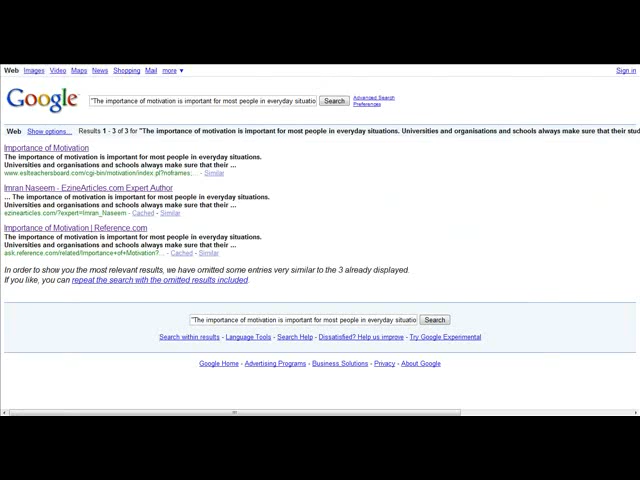 Web Images Video Maps News Shopping Mail more ▼ Sign in
Google "The importance of motivation is important for most people in everyday situatio Search Advanced Search
Preferences
Web Show options... Results 1 - 3 of 3 for "The importance of motivation is important for most people in everyday situations. Universities and organisations and schools always make sure that their stud
Importance of Motivation
The importance of motivation is important for most people in everyday situations.
Universities and organisations and schools always make sure that their ...
www.eslteachersboard.com/cgi-bin/motivation/index.pl?noframes;... - Similar
Imran Naseem - EzineArticles.com Expert Author
... The importance of motivation is important for most people in everyday situations.
Universities and organisations and schools always make sure that their ...
ezinearticles.com/?expert=Imran_Naseem - Cached - Similar
Importance of Motivation | Reference.com
The importance of motivation is important for most people in everyday situations.
Universities and organisations and schools always make sure that their ...
ask.reference.com/related/Importance+of+Motivation?... - Cached - Similar
In order to show you the most relevant results, we have omitted some entries very similar to the 3 already displayed.
If you like, you can repeat the search with the omitted results included.
"The importance of motivation is important for most people in everyday situatio Search
Search within results - Language Tools - Search Help - Dissatisfied? Help us improve - Try Google Experimental
Google Home - Advertising Programs - Business Solutions - Privacy - About Google